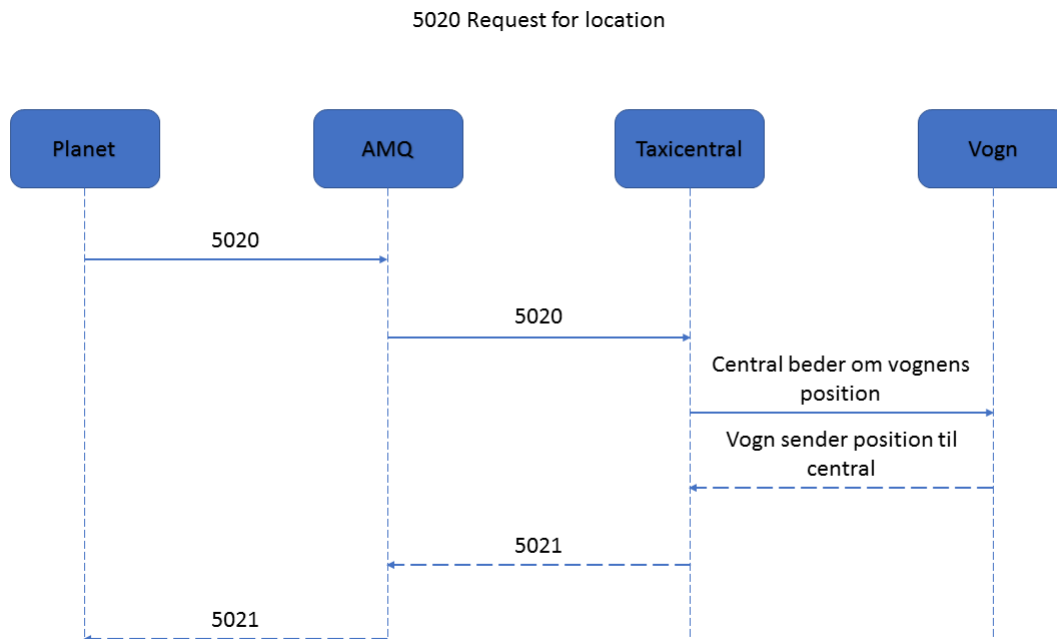 5020 Request for location
Planet
AMQ
Taxicentral
Vogn
5020
5020
Central beder om vognens
position
Vogn sender position til
central
5021
5021